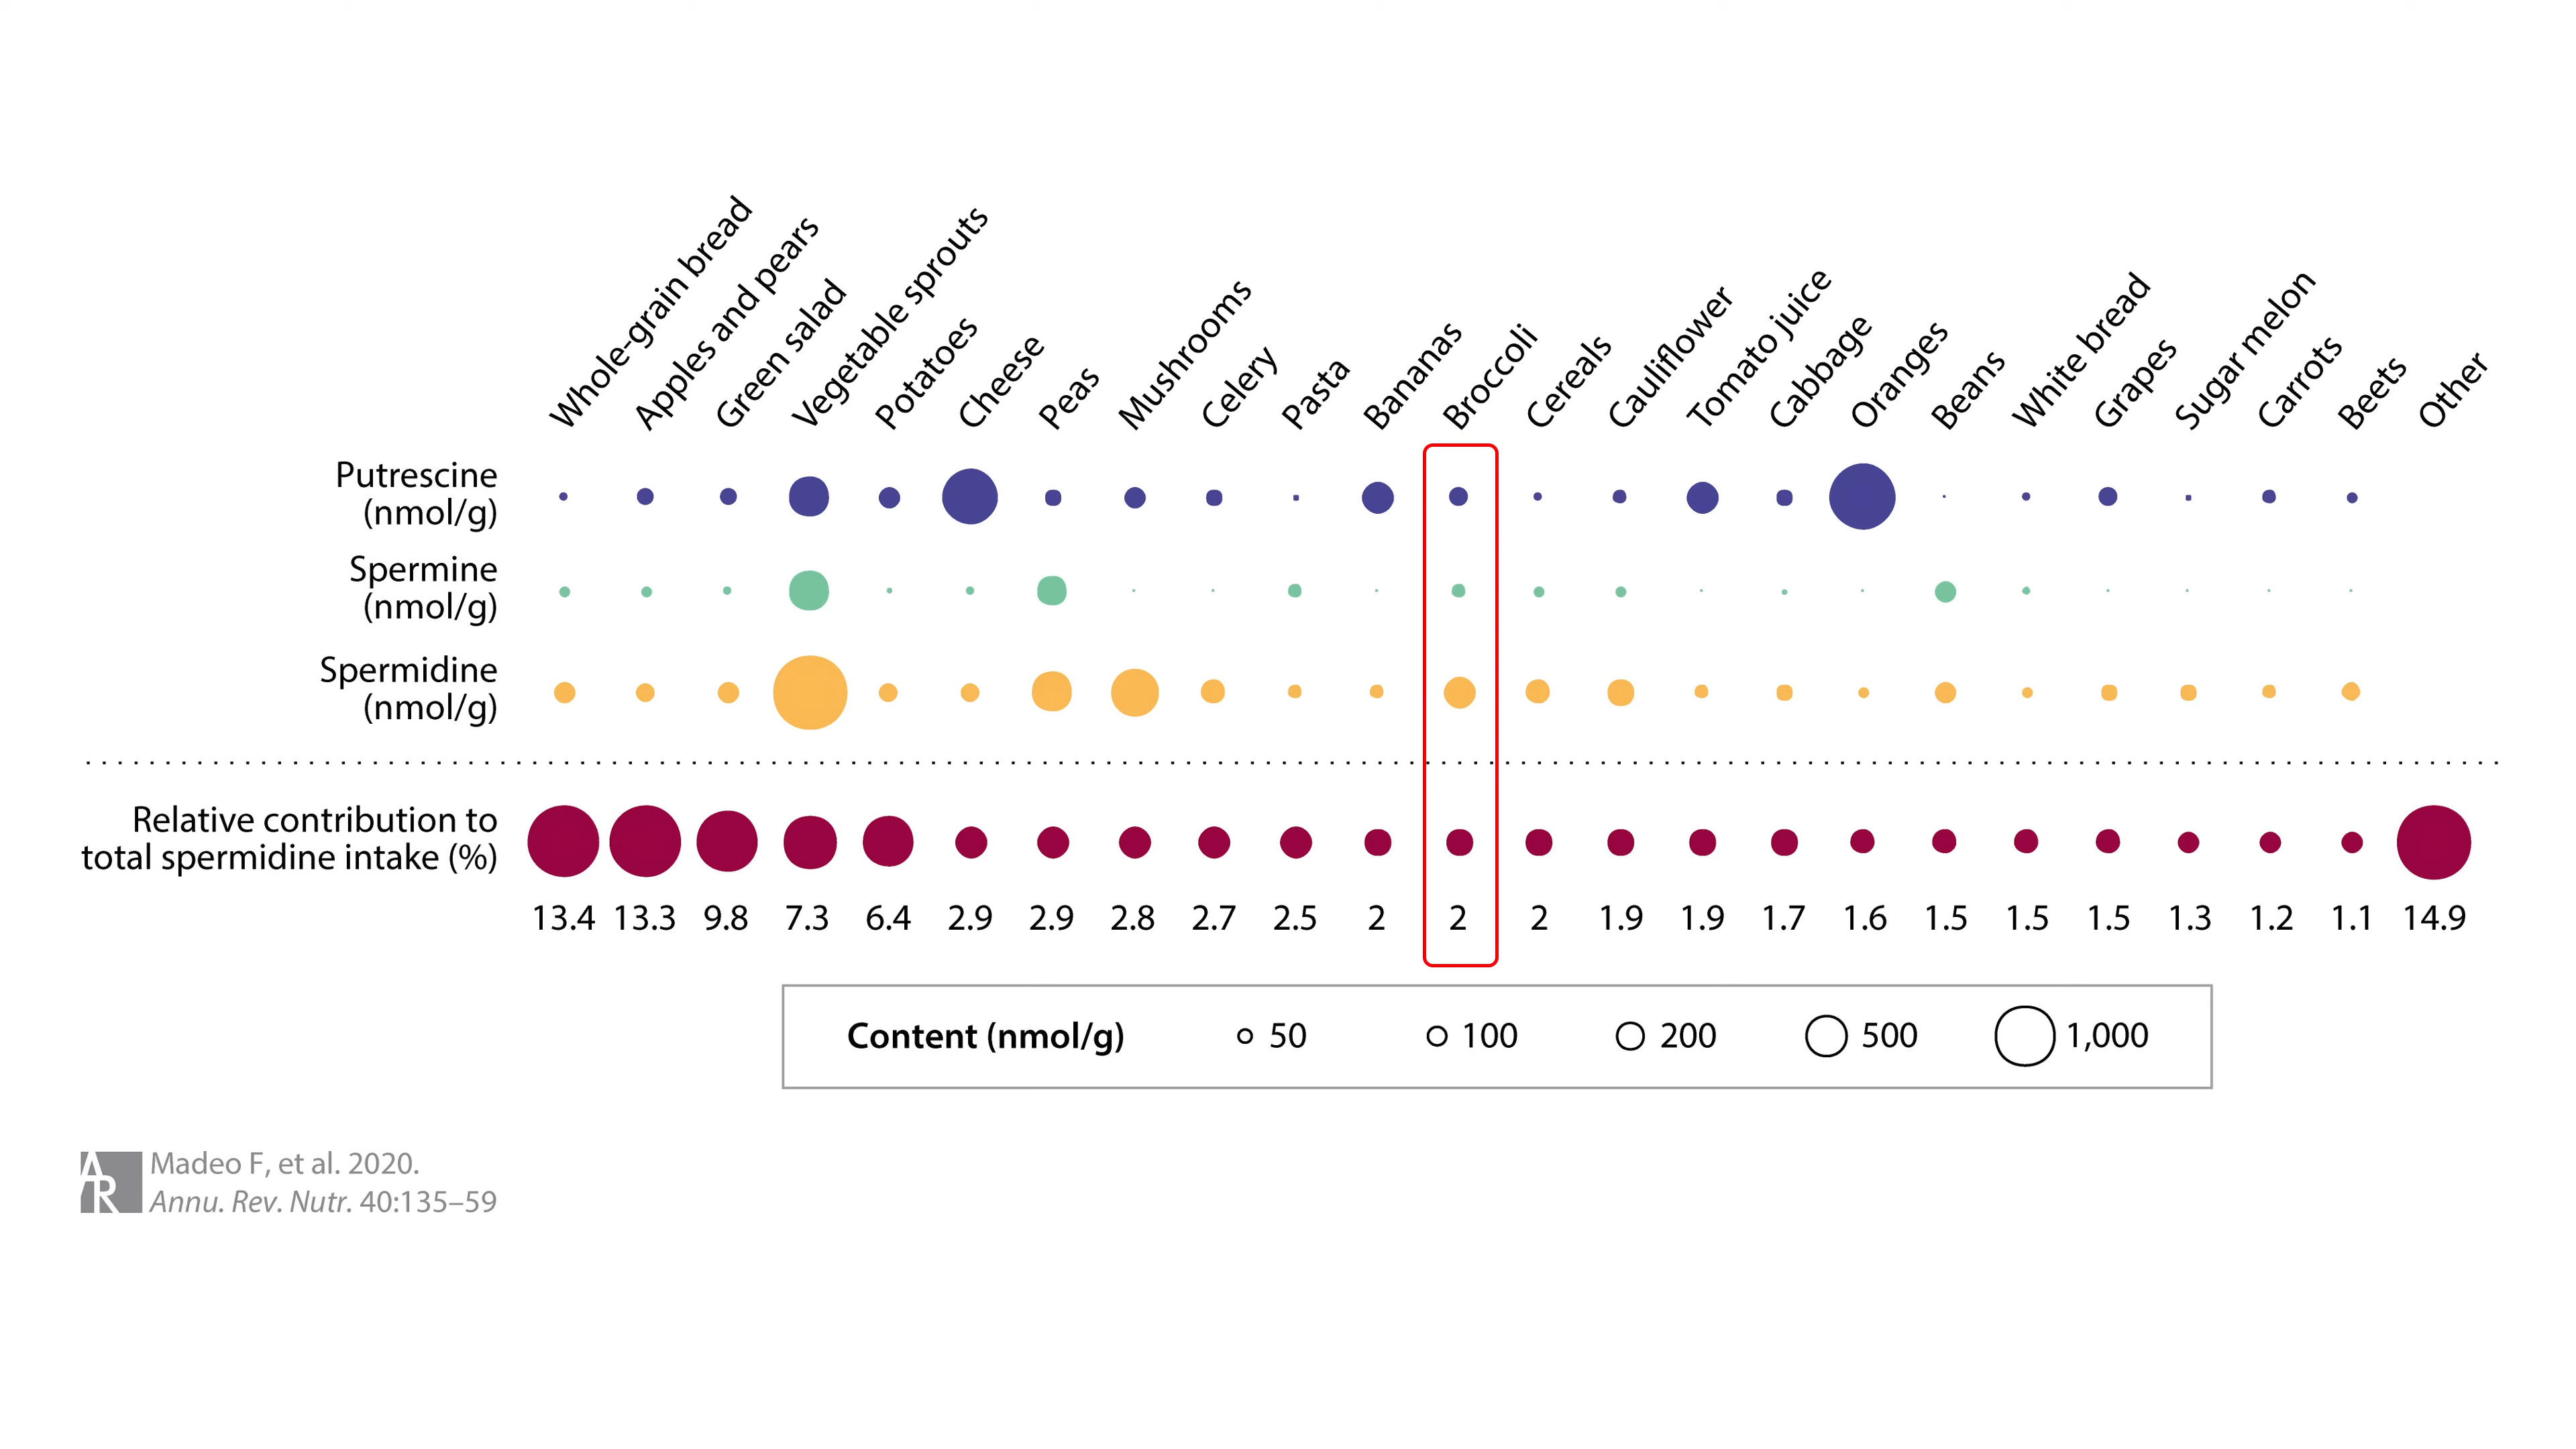 Whole-grain bread
Apples and pears
Green salad
Vegetable sprouts
Potatoes
Cheese
Peas
Mushrooms
Celery
Pasta
Bananas
Broccoli
Cereals
Cauliflower
Tomato juice
Cabbage
Oranges
Beans
White bread
Grapes
Sugar melon
Carrots
Beets
Other
Putrescine
(nmol/g)
Spermine
(nmol/g)
Spermidine
(nmol/g)
Relative contribution to
total spermidine intake (%)
13.4 13.3 9.8 7.3 6.4 2.9 2.9 2.8 2.7 2.5 2 2 2 1.9 1.9 1.7 1.6 1.5 1.5 1.5 1.3 1.2 1.1 14.9
Content (nmol/g) 50 100 200 500 1,000
AR
Madeo F, et al. 2020.
Annu. Rev. Nutr. 40:135–59